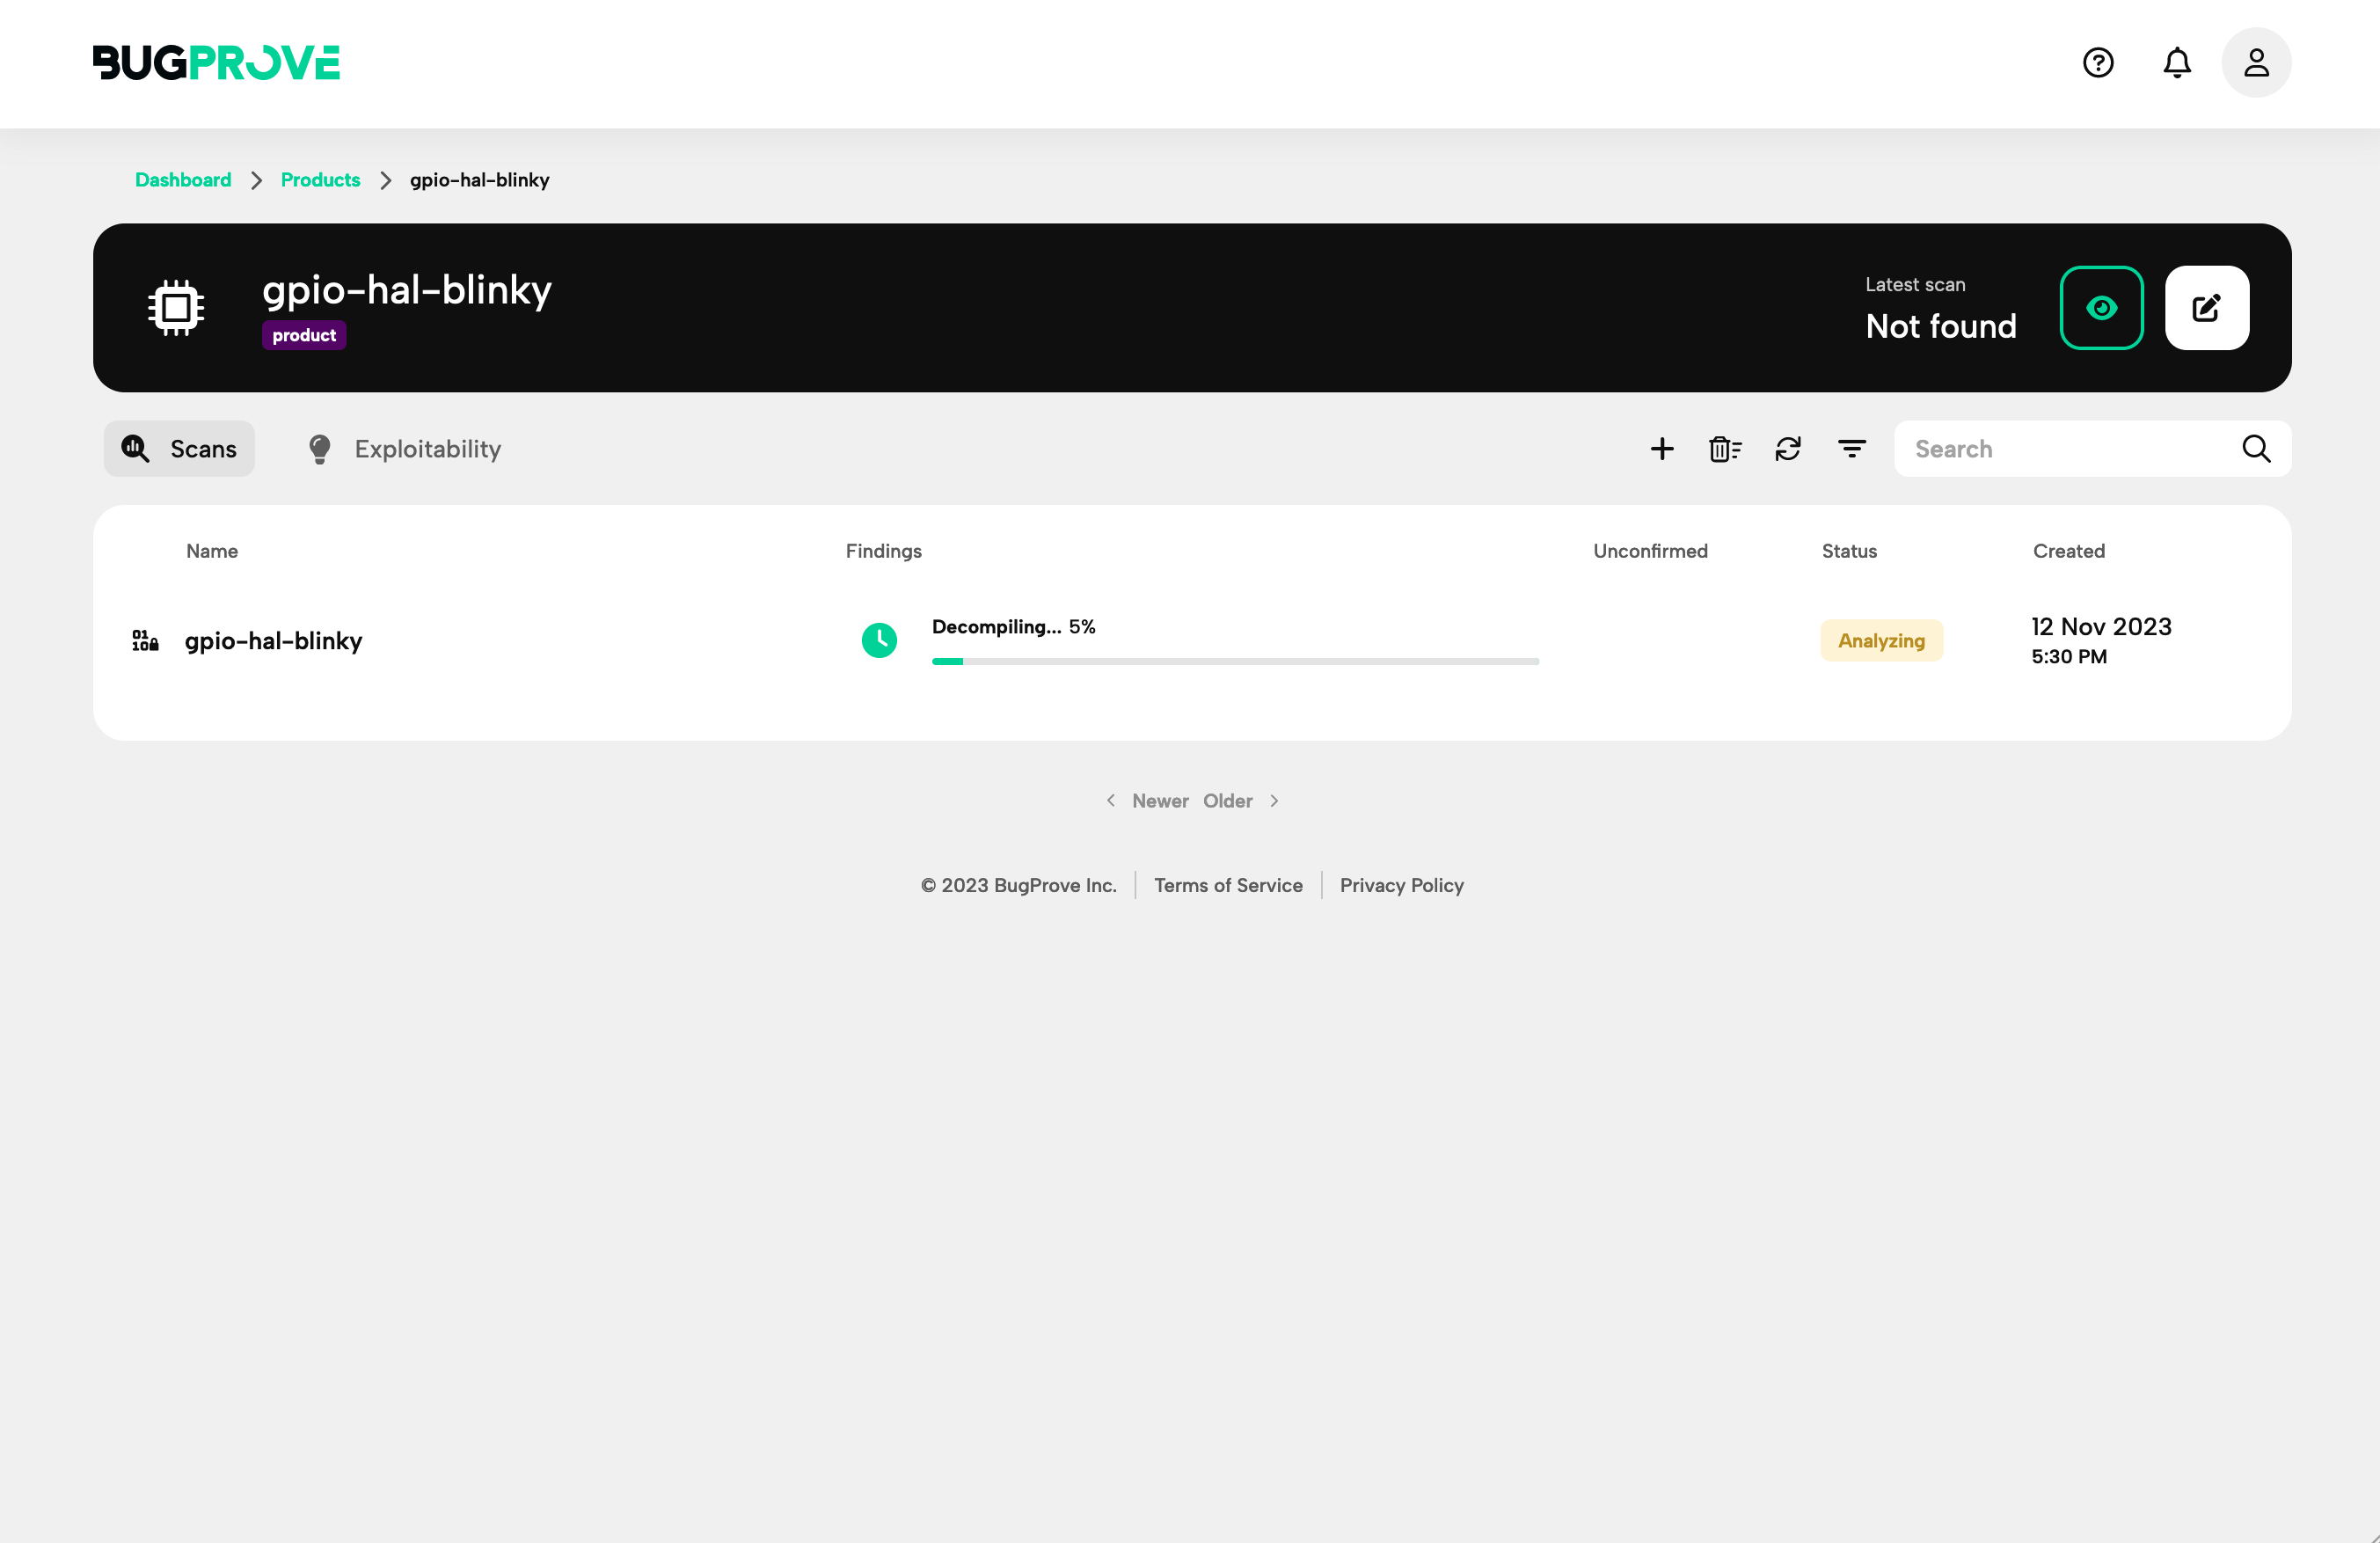 BUGPROVE
Dashboard > Products > gpio-hal-blinky
gpio-hal-blinky
product
Latest scan
Not found
Scans Exploitability Search
Name Findings Unconfirmed Status Created
gpio-hal-blinky
Decompiling... 5%
Analyzing
12 Nov 2023
5:30 PM
< Newer Older >
© 2023 BugProve Inc. | Terms of Service | Privacy Policy